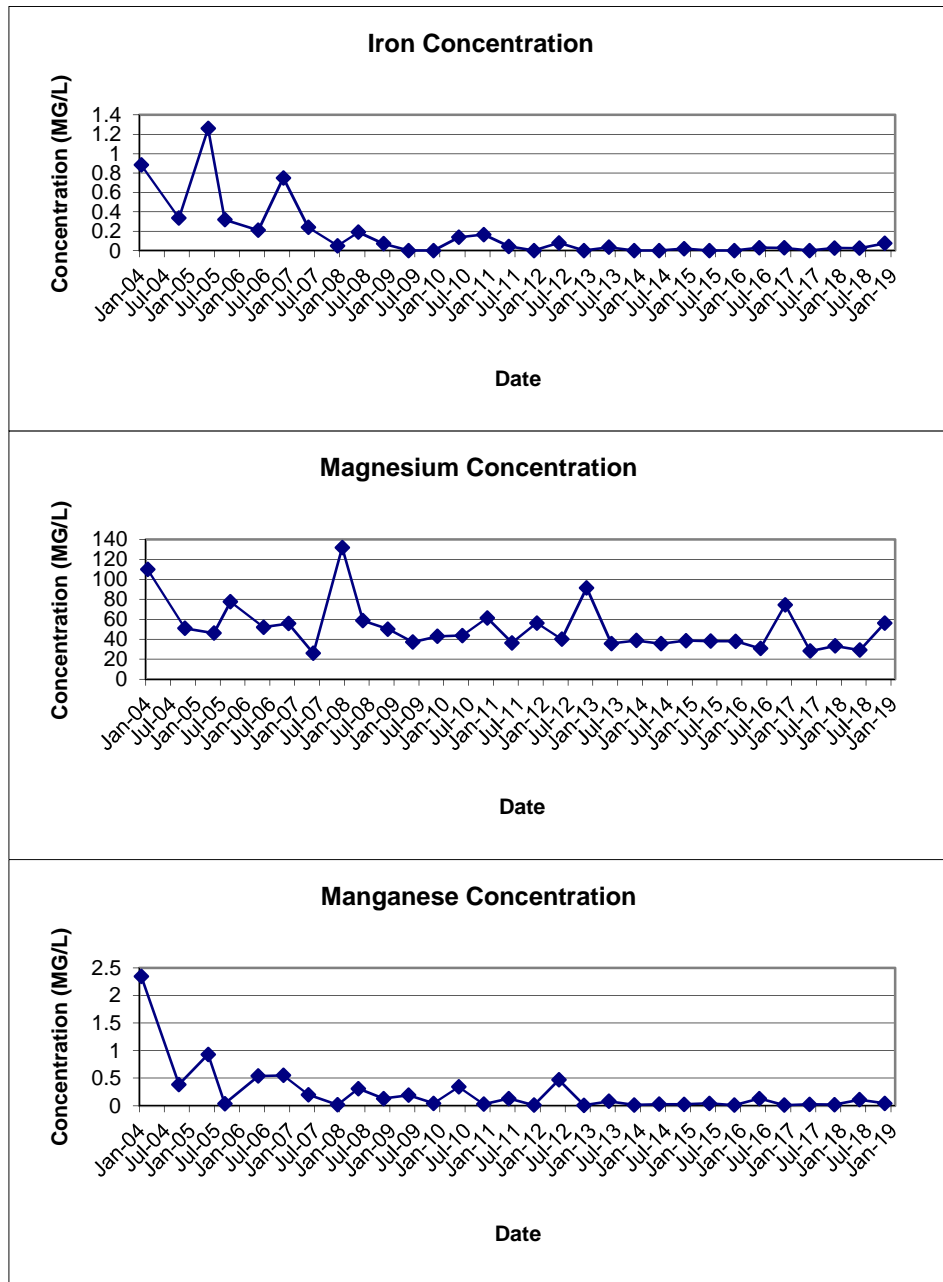 Iron Concentration
Concentration (MG/L)
1.4
1.2
1
0.8
0.6
0.4
0.2
0
Jan-04
Jul-04
Jan-05
Jul-05
Jan-06
Jul-06
Jan-07
Jul-07
Jan-08
Jul-08
Jan-09
Jul-09
Jan-10
Jul-10
Jan-11
Jul-11
Jan-12
Jul-12
Jan-13
Jul-13
Jan-14
Jul-14
Jan-15
Jul-15
Jan-16
Jul-16
Jan-17
Jul-17
Jan-18
Jul-18
Jan-19
Date
Magnesium Concentration
Concentration (MG/L)
140
120
100
80
60
40
20
0
Jan-04
Jul-04
Jan-05
Jul-05
Jan-06
Jul-06
Jan-07
Jul-07
Jan-08
Jul-08
Jan-09
Jul-09
Jan-10
Jul-10
Jan-11
Jul-11
Jan-12
Jul-12
Jan-13
Jul-13
Jan-14
Jul-14
Jan-15
Jul-15
Jan-16
Jul-16
Jan-17
Jul-17
Jan-18
Jul-18
Jan-19
Date
Manganese Concentration
Concentration (MG/L)
2.5
2
1.5
1
0.5
0
Jan-04
Jul-04
Jan-05
Jul-05
Jan-06
Jul-06
Jan-07
Jul-07
Jan-08
Jul-08
Jan-09
Jul-09
Jan-10
Jul-10
Jan-11
Jul-11
Jan-12
Jul-12
Jan-13
Jul-13
Jan-14
Jul-14
Jan-15
Jul-15
Jan-16
Jul-16
Jan-17
Jul-17
Jan-18
Jul-18
Jan-19
Date